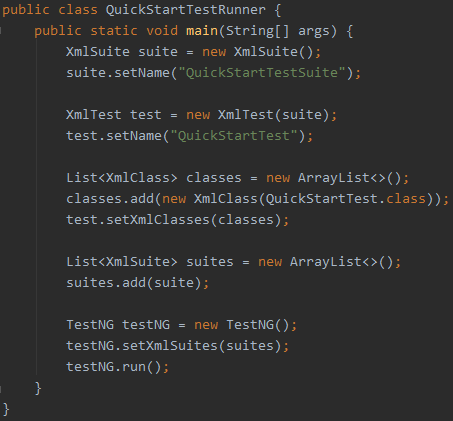 public class QuickStartTestRunner {
    public static void main(String[] args) {
        XmlSuite suite = new XmlSuite();
        suite.setName("QuickStartTestSuite");

        XmlTest test = new XmlTest(suite);
        test.setName("QuickStartTest");

        List<XmlClass> classes = new ArrayList<>();
        classes.add(new XmlClass(QuickStartTest.class));
        test.setXmlClasses(classes);

        List<XmlSuite> suites = new ArrayList<>();
        suites.add(suite);

        TestNG testNG = new TestNG();
        testNG.setXmlSuites(suites);
        testNG.run();
    }
}